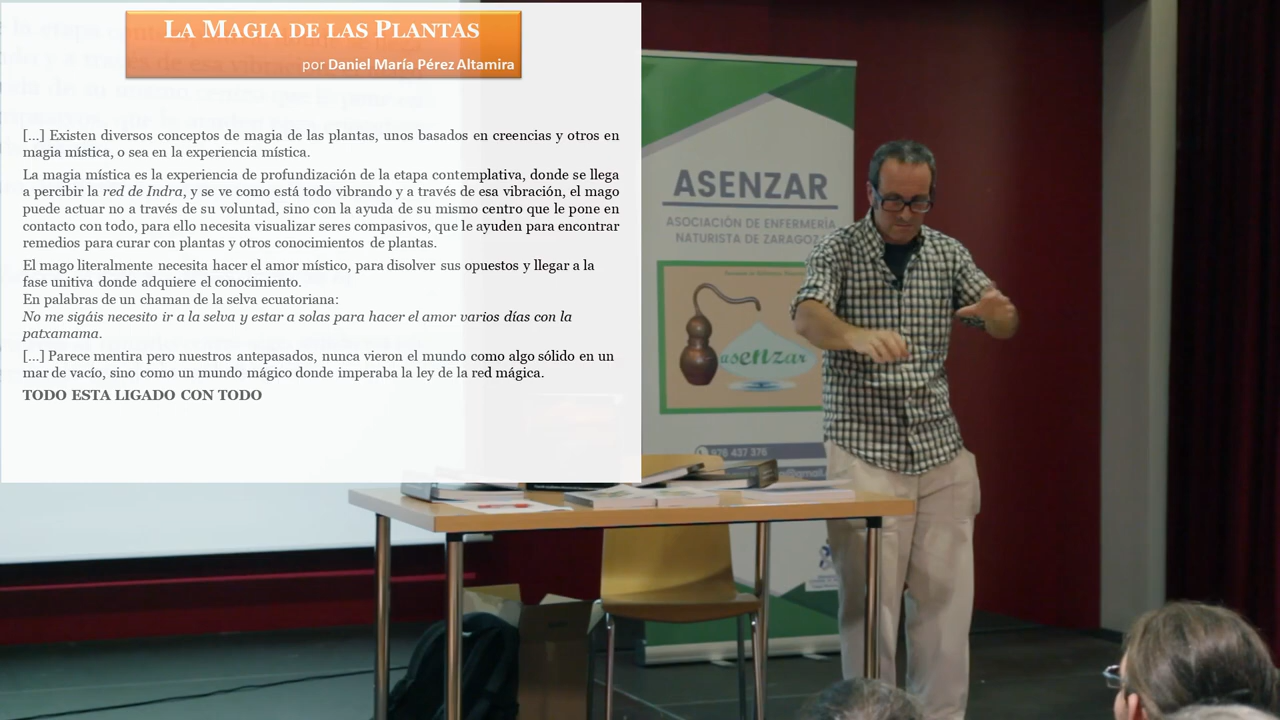 LA MAGIA DE LAS PLANTAS
por Daniel María Pérez Altamira
[...] Existen diversos conceptos de magia de las plantas, unos basados en creencias y otros en
magia mística, o sea en la experiencia mística.
La magia mística es la experiencia de profundización de la etapa contemplativa, donde se llega
a percibir la red de Indra, y se ve como está todo vibrando y a través de esa vibración, el mago
puede actuar no a través de su voluntad, sino con la ayuda de su mismo centro que le pone en
contacto con todo, para ello necesita visualizar seres compasivos, que le ayuden para encontrar
remedios para curar con plantas y otros conocimientos de plantas.
El mago literalmente necesita hacer el amor místico, para disolver sus opuestos y llegar a la
fase unitiva donde adquiere el conocimiento.
En palabras de un chaman de la selva ecuatoriana:
No me sigáis necesito ir a la selva y estar a solas para hacer el amor varios días con la
patxamama.
[...] Parece mentira pero nuestros antepasados, nunca vieron el mundo como algo sólido en un
mar de vacío, sino como un mundo mágico donde imperaba la ley de la red mágica.
TODO ESTA LIGADO CON TODO
ASENZAR
ASOCIACIÓN DE ENFERMERÍA
NATURISTA DE ZARAGOZA
asenzar
976 437 376